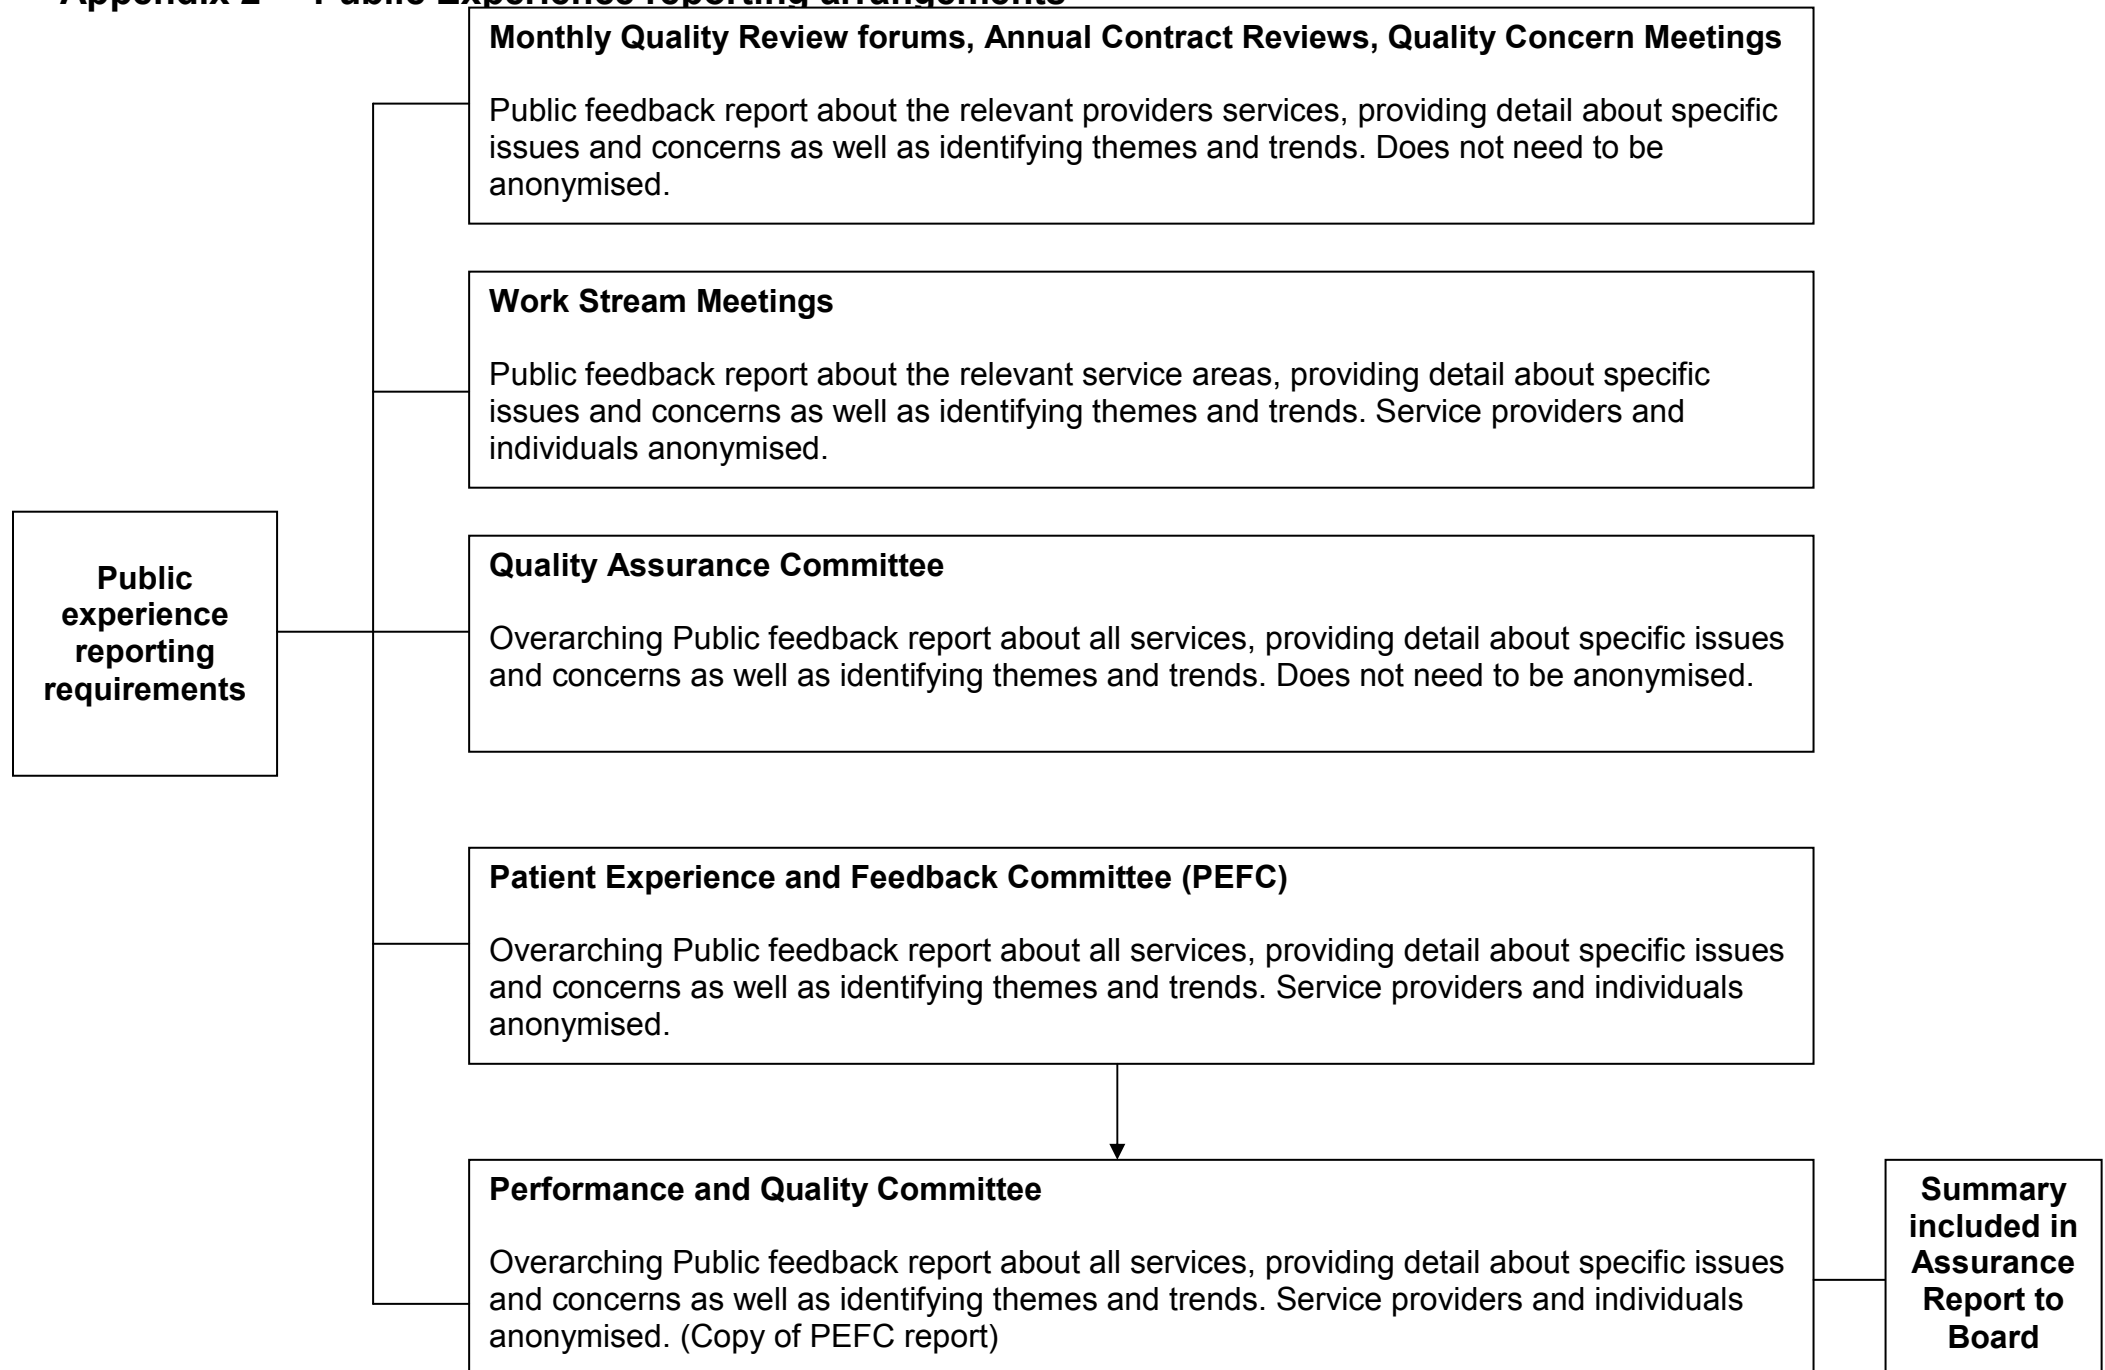 Appendix 2 – Public Experience reporting arrangements
Monthly Quality Review forums, Annual Contract Reviews, Quality Concern Meetings
Public feedback report about the relevant providers services, providing detail about specific
issues and concerns as well as identifying themes and trends. Does not need to be
anonymised.
Work Stream Meetings
Public feedback report about the relevant service areas, providing detail about specific
issues and concerns as well as identifying themes and trends. Service providers and
individuals anonymised.
Public
experience
reporting
requirements
Quality Assurance Committee
Overarching Public feedback report about all services, providing detail about specific issues
and concerns as well as identifying themes and trends. Does not need to be anonymised.
Patient Experience and Feedback Committee (PEFC)
Overarching Public feedback report about all services, providing detail about specific issues
and concerns as well as identifying themes and trends. Service providers and individuals
anonymised.
Performance and Quality Committee
Overarching Public feedback report about all services, providing detail about specific issues
and concerns as well as identifying themes and trends. Service providers and individuals
anonymised. (Copy of PEFC report)
Summary
included in
Assurance
Report to
Board